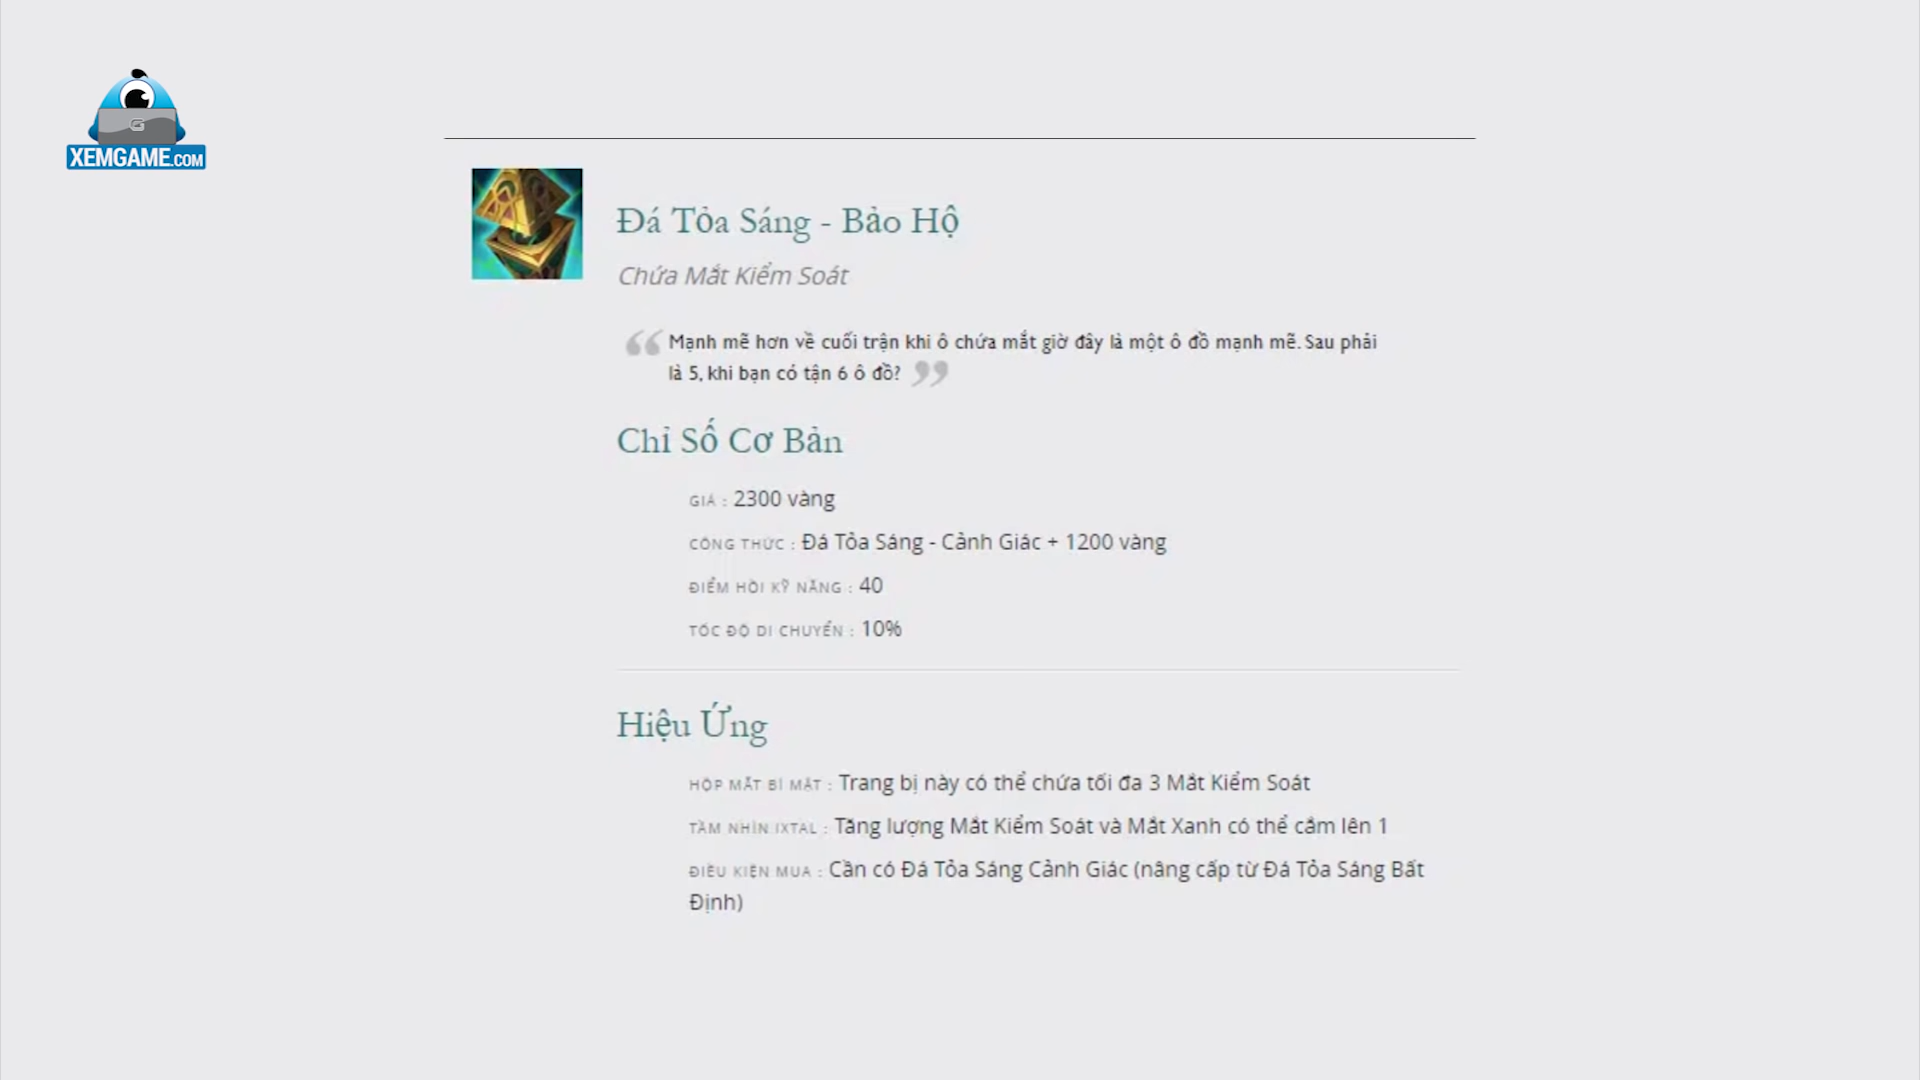 XEMGAME.COM
Đá Tỏa Sáng - Bảo Hộ
Chứa Mắt Kiểm Soát
“ Mạnh mẽ hơn về cuối trận khi ô chứa mắt giờ đây là một ô đồ mạnh mẽ. Sau phải
là 5, khi bạn có tận 6 ô đồ? ”
Chỉ Số Cơ Bản
GIÁ : 2300 vàng
CÔNG THỨC : Đá Tỏa Sáng - Cảnh Giác + 1200 vàng
ĐIỂM HỒI KỸ NĂNG : 40
TỐC ĐỘ DI CHUYỂN : 10%
Hiệu Ứng
HỘP MẮT BÍ MẬT : Trang bị này có thể chứa tối đa 3 Mắt Kiểm Soát
TẦM NHÌN IXTAL : Tăng lượng Mắt Kiểm Soát và Mắt Xanh có thể cắm lên 1
ĐIỀU KIỆN MUA : Cần có Đá Tỏa Sáng Cảnh Giác (nâng cấp từ Đá Tỏa Sáng Bất
Định)